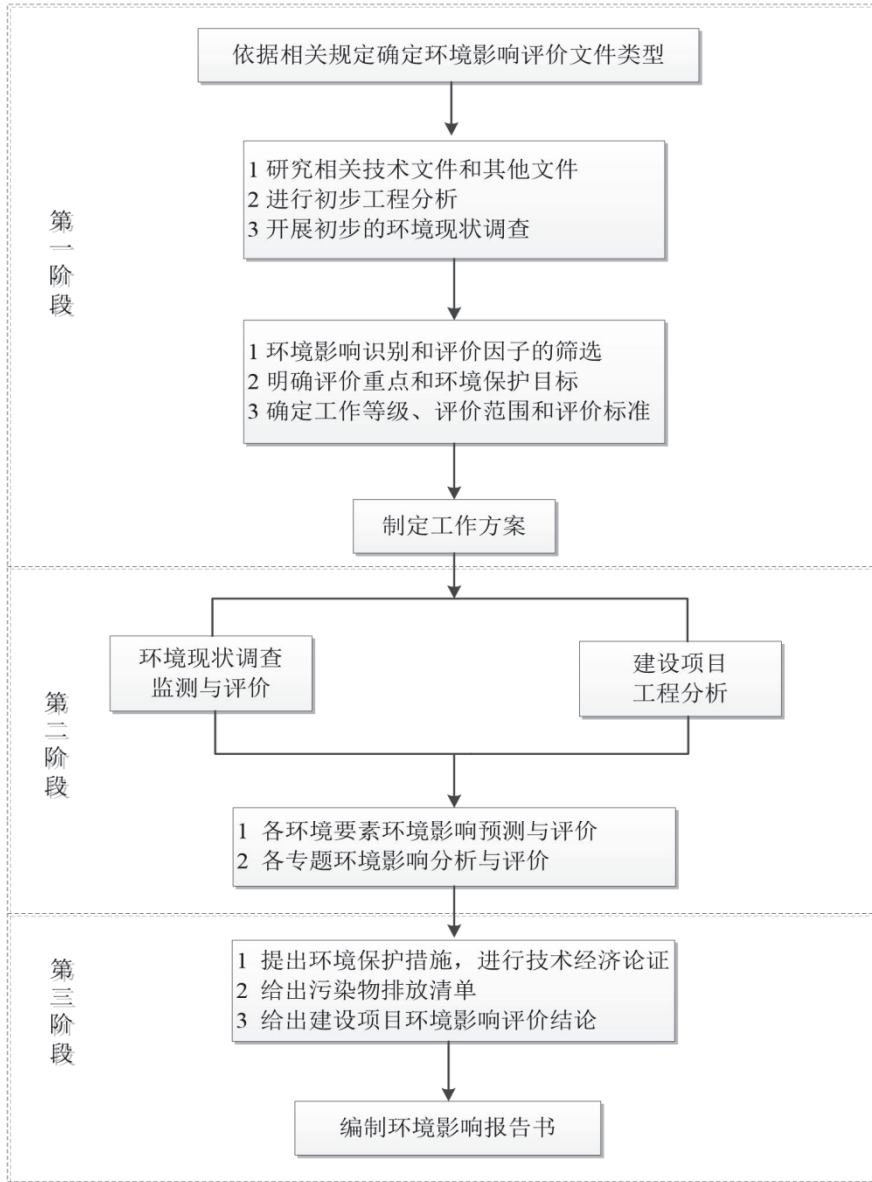 依据相关规定确定环境影响评价文件类型
第一阶段
1 研究相关技术文件和其他文件
2 进行初步工程分析
3 开展初步的环境现状调查
1 环境影响识别和评价因子的筛选
2 明确评价重点和环境保护目标
3 确定工作等级、评价范围和评价标准
制定工作方案
第二阶段
环境现状调查
监测与评价
建设项目
工程分析
1 各环境要素环境影响预测与评价
2 各专题环境影响分析与评价
第三阶段
1 提出环境保护措施，进行技术经济论证
2 给出污染物排放清单
3 给出建设项目环境影响评价结论
编制环境影响报告书